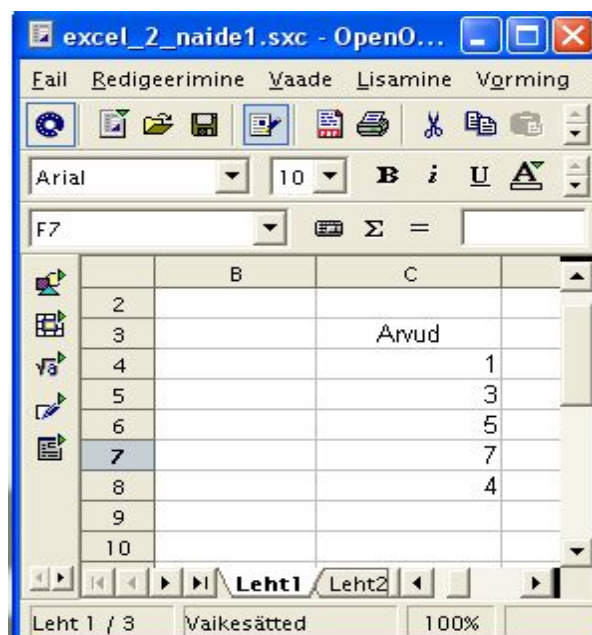 excel_2_naide1.sxc - OpenO...
Fail Redigeerimine Vaade Lisamine Vorming
Arial 10 B i U A
F7 Σ =
B C
2
3 Arvud
4 1
5 3
6 5
7 7
8 4
9
10
Leht1 Leht2
Leht 1 / 3 Vaikesätted 100%